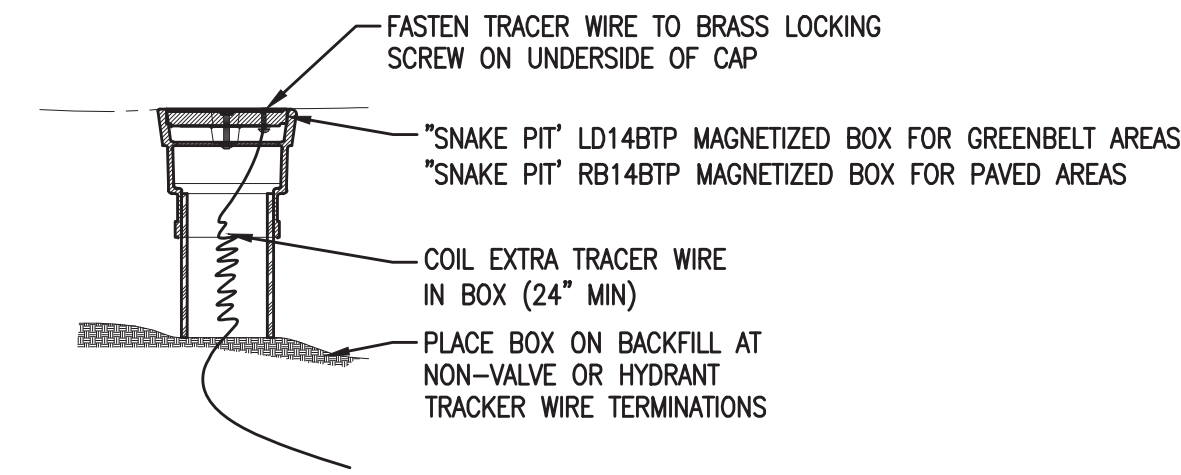 FASTEN TRACER WIRE TO BRASS LOCKING
SCREW ON UNDERSIDE OF CAP
"SNAKE PIT' LD14BTP MAGNETIZED BOX FOR GREENBELT AREAS
"SNAKE PIT' RB14BTP MAGNETIZED BOX FOR PAVED AREAS
COIL EXTRA TRACER WIRE
IN BOX (24" MIN)
PLACE BOX ON BACKFILL AT
NON-VALVE OR HYDRANT
TRACKER WIRE TERMINATIONS